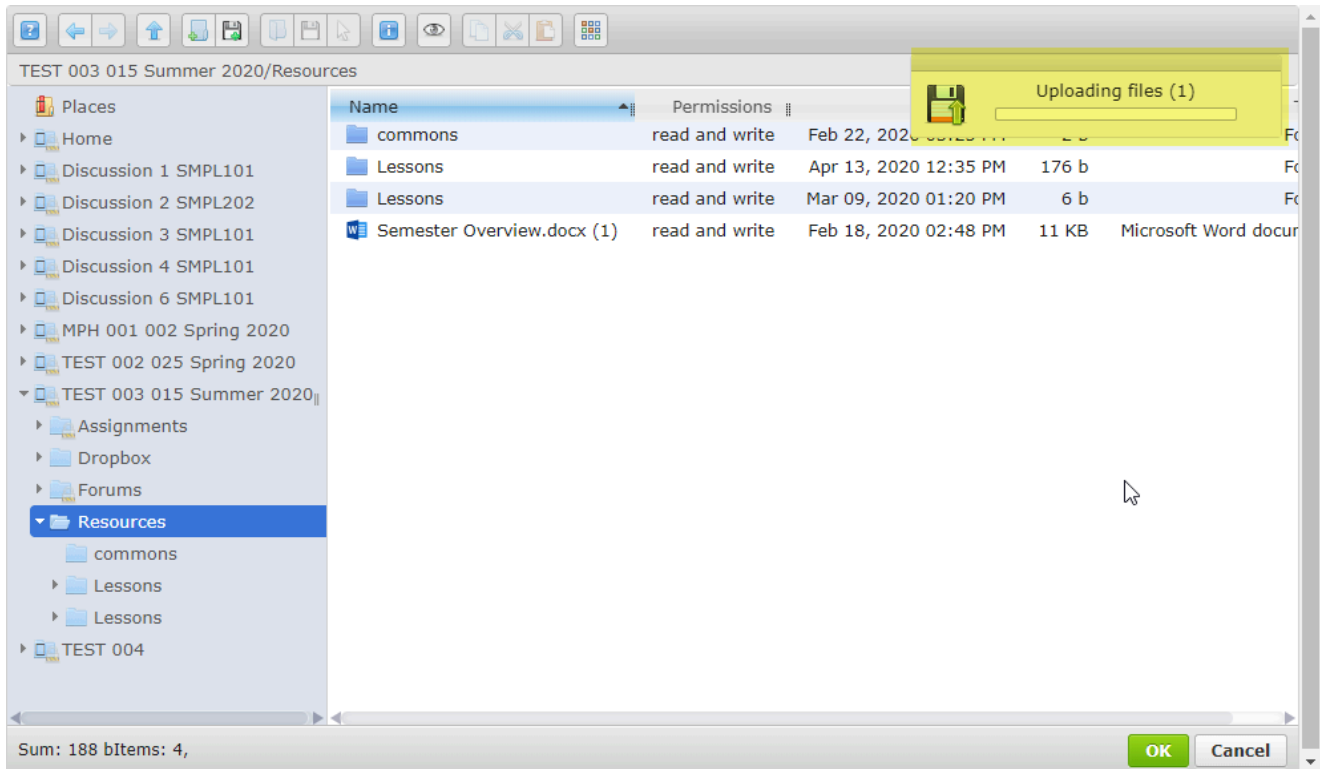 TEST 003 015 Summer 2020/Resources
Uploading files (1)
Places
Home
Discussion 1 SMPL101
Discussion 2 SMPL202
Discussion 3 SMPL101
Discussion 4 SMPL101
Discussion 6 SMPL101
MPH 001 002 Spring 2020
TEST 002 025 Spring 2020
TEST 003 015 Summer 2020
Assignments
Dropbox
Forums
Resources
commons
Lessons
Lessons
TEST 004
Name Permissions
commons read and write Feb 22, 2020
Lessons read and write Apr 13, 2020 12:35 PM 176 b
Lessons read and write Mar 09, 2020 01:20 PM 6 b
Semester Overview.docx (1) read and write Feb 18, 2020 02:48 PM 11 KB Microsoft Word docu
Sum: 188 bItems: 4,
OK Cancel